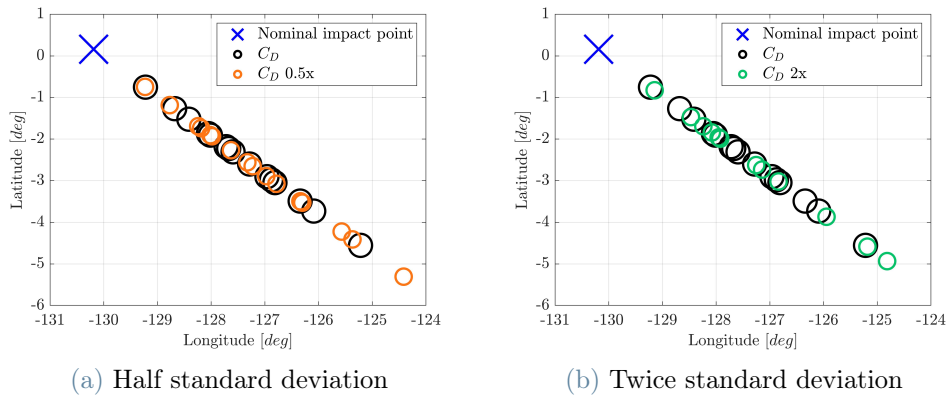 1
0
-1
-2
-3
-4
-5
-6
Latitude [deg]
Nominal impact point
C_D
C_D 0.5x
-131 -130 -129 -128 -127 -126 -125 -124
Longitude [deg]
(a) Half standard deviation
1
0
-1
-2
-3
-4
-5
-6
Latitude [deg]
Nominal impact point
C_D
C_D 2x
-131 -130 -129 -128 -127 -126 -125 -124
Longitude [deg]
(b) Twice standard deviation